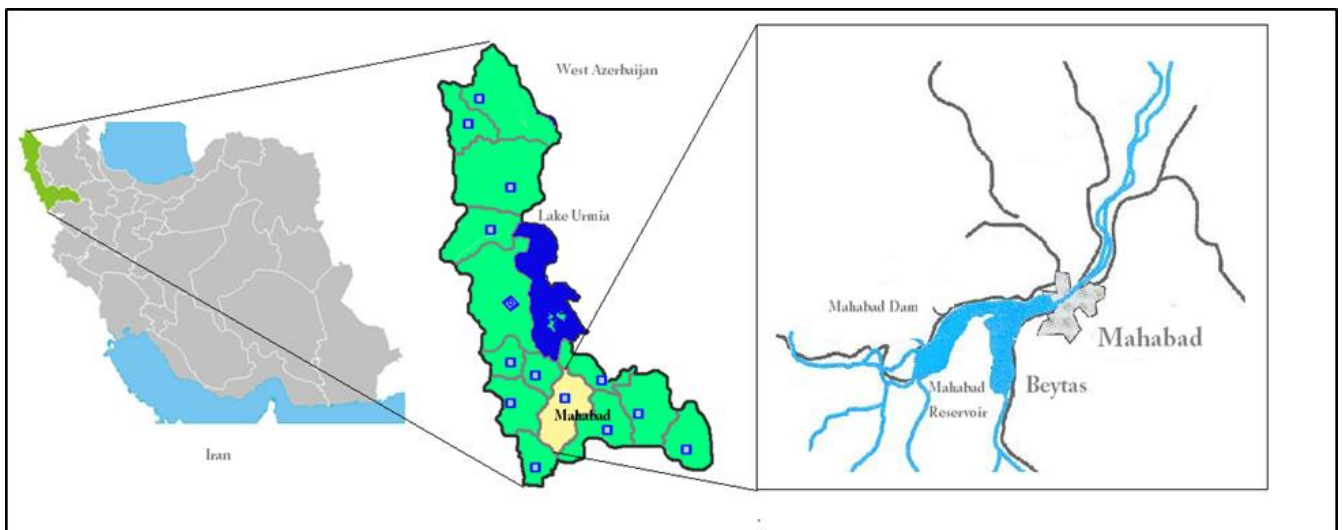 West Azerbaijan
Lake Urmia
Mahabad
Iran
Mahabad Dam
Mahabad
Mahabad
Reservoir
Beytas